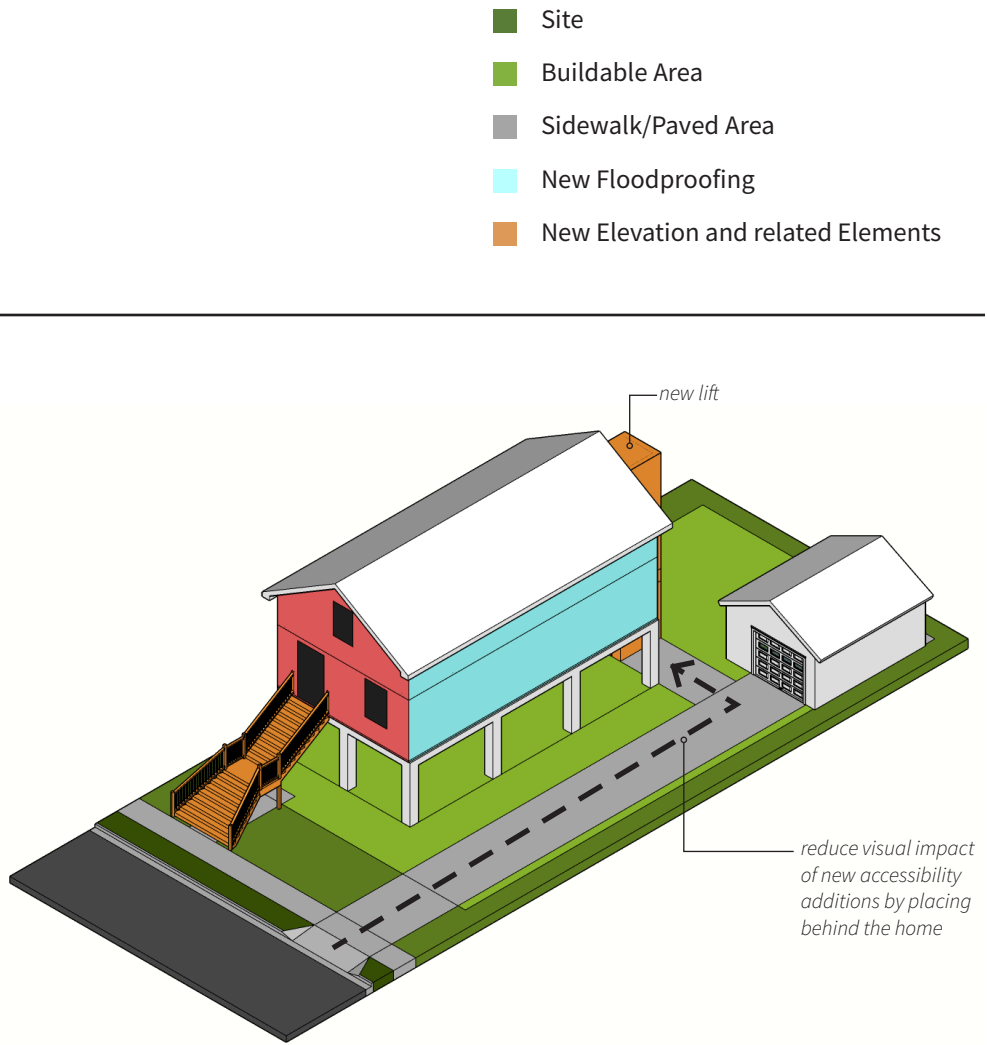 Site
Buildable Area
Sidewalk/Paved Area
New Floodproofing
New Elevation and related Elements
new lift
reduce visual impact
of new accessibility
additions by placing
behind the home